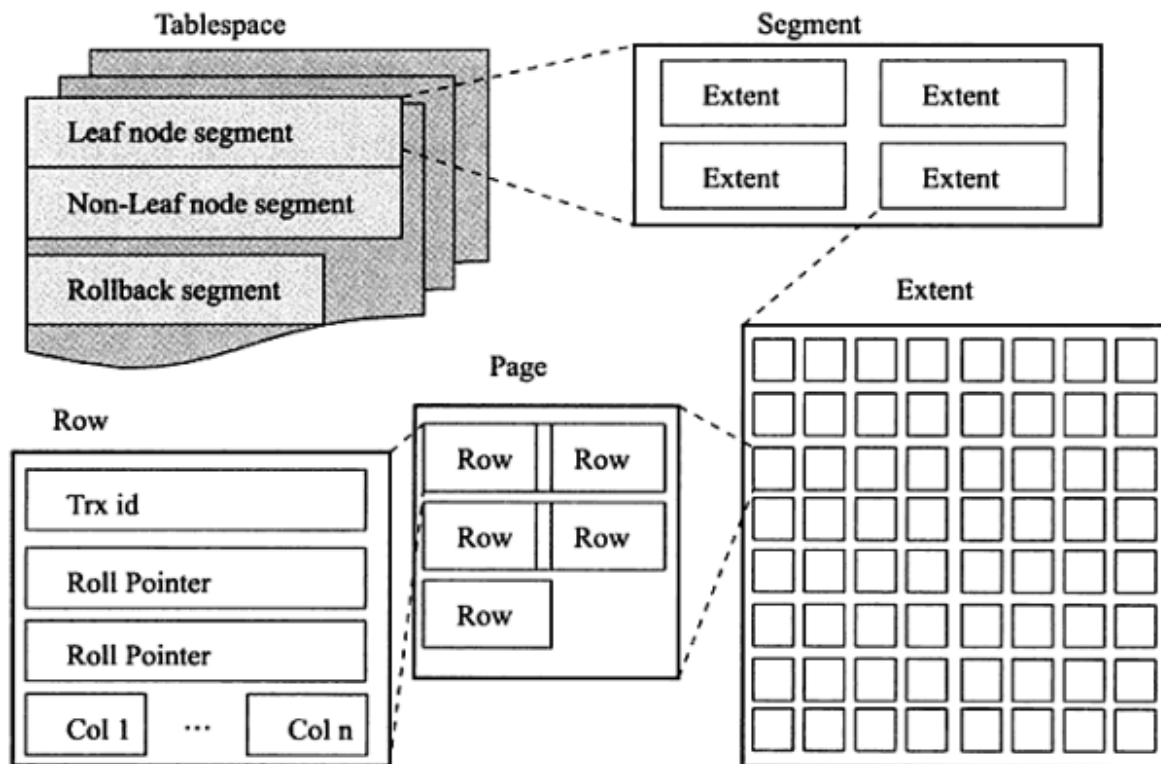 Tablespace
Leaf node segment
Non-Leaf node segment
Rollback segment
Segment
Extent Extent
Extent Extent
Extent
Page
Row Row
Row Row
Row
Row
Trx id
Roll Pointer
Roll Pointer
Col 1 ... Col n